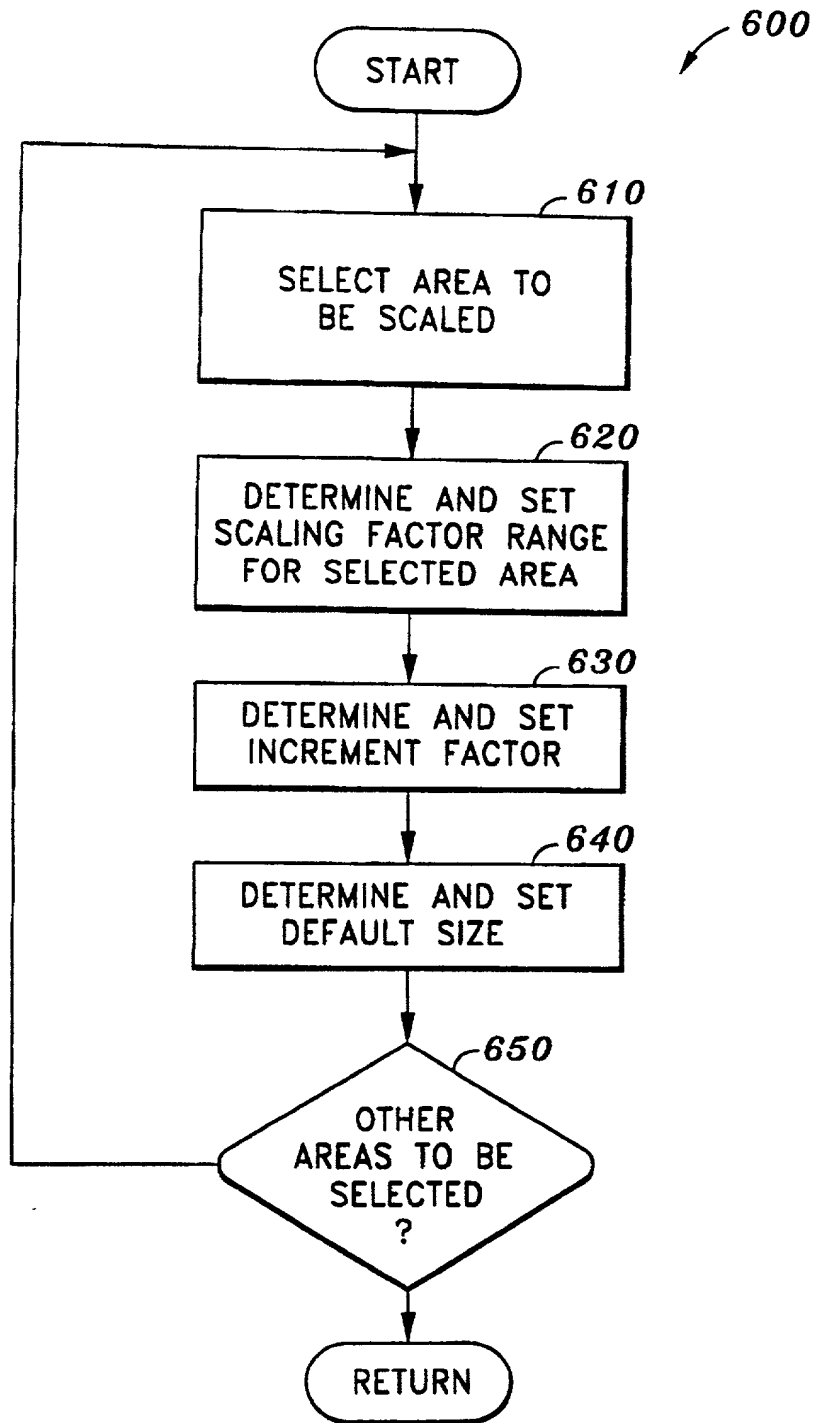 600
START
610
SELECT AREA TO
BE SCALED
620
DETERMINE AND SET
SCALING FACTOR RANGE
FOR SELECTED AREA
630
DETERMINE AND SET
INCREMENT FACTOR
640
DETERMINE AND SET
DEFAULT SIZE
650
OTHER
AREAS TO BE
SELECTED
?
RETURN